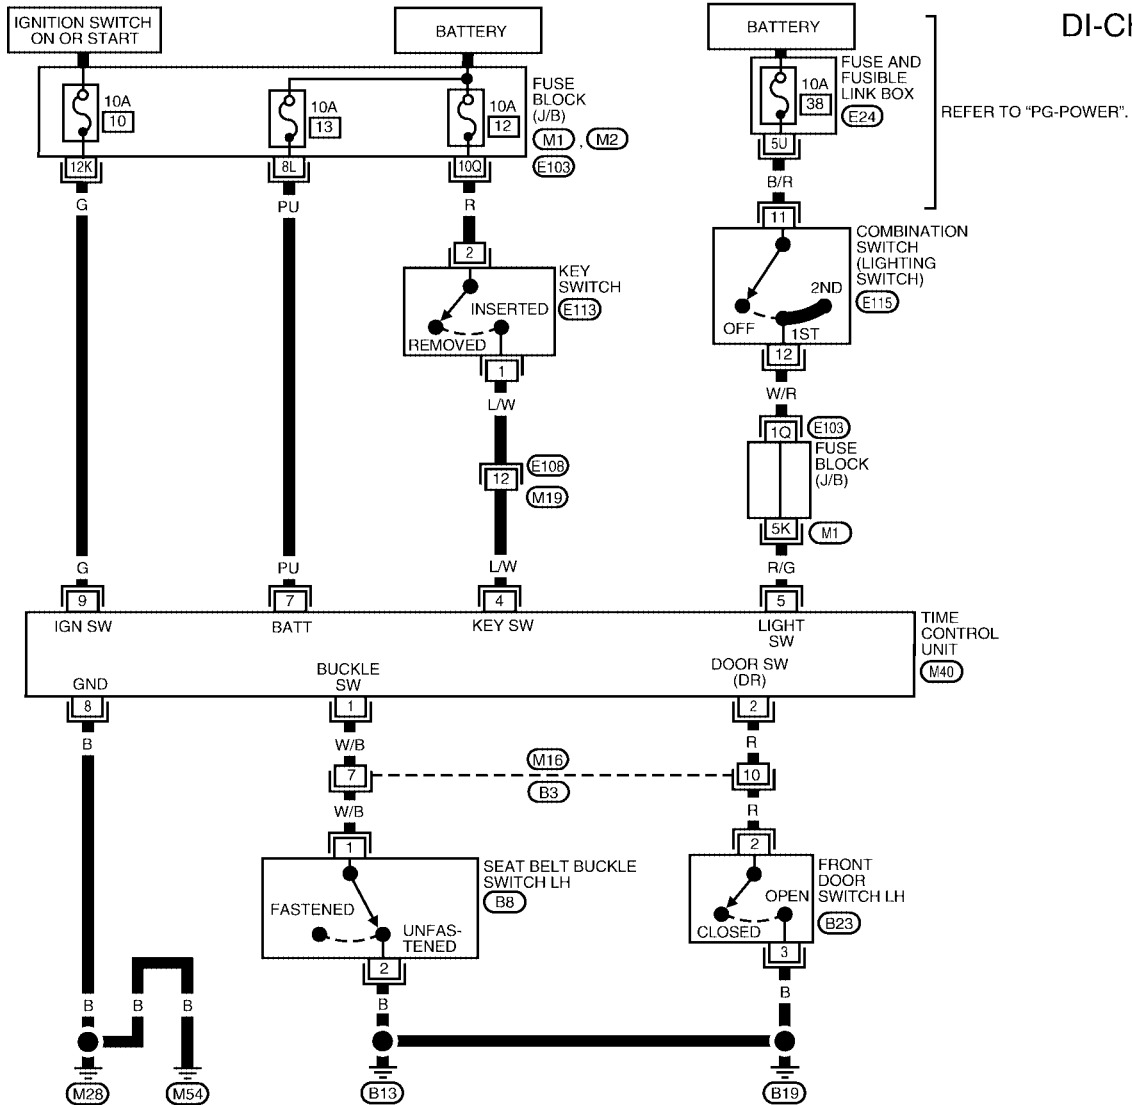 IGNITION SWITCH
ON OR START
BATTERY
BATTERY
DI-CH
10A
10
10A
13
10A
12
FUSE
BLOCK
(J/B)
M1 , M2
E103
10A
38
FUSE AND
FUSIBLE
LINK BOX
E24
REFER TO “PG-POWER”.
12K
8L
10Q
5U
G
PU
R
B/R
2
11
KEY
SWITCH
E113
INSERTED
REMOVED
COMBINATION
SWITCH
(LIGHTING
SWITCH)
E115
2ND
OFF
1ST
1
12
L/W
W/R
1Q
E103
FUSE
BLOCK
(J/B)
12
E108
M19
5K
M1
G
PU
L/W
R/G
9
7
4
5
IGN SW
BATT
KEY SW
LIGHT
SW
TIME
CONTROL
UNIT
M40
GND
BUCKLE
SW
DOOR SW
(DR)
8
1
2
B
W/B
R
7
M16
B3
10
W/B
R
1
2
SEAT BELT BUCKLE
SWITCH LH
B8
FASTENED
UNFAS-
TENED
FRONT
DOOR
SWITCH LH
B23
OPEN
CLOSED
2
3
B
B
B
B
B
M28
M54
B13
B19